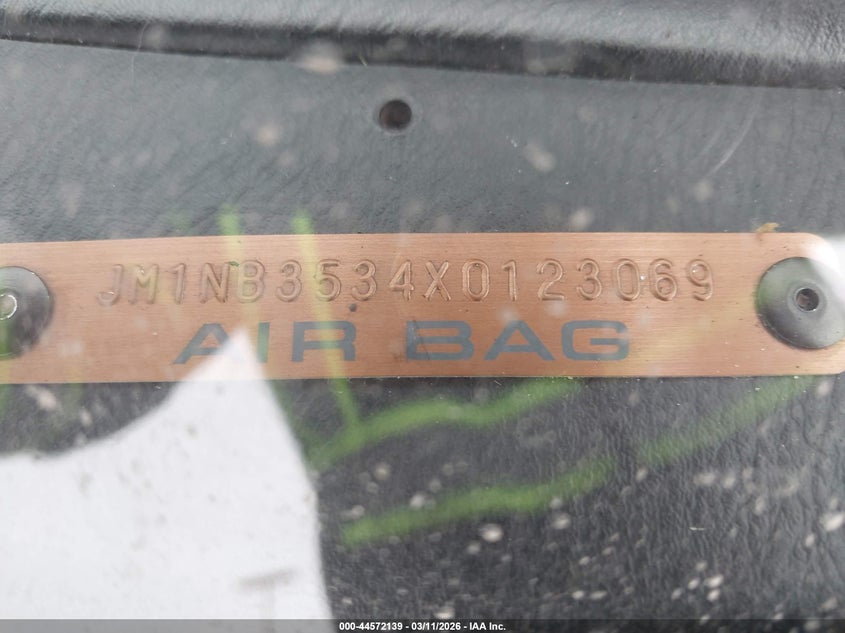 JM1NB3534X0123069
AIR BAG
000-44572139 - 03/11/2026 - IAA Inc.